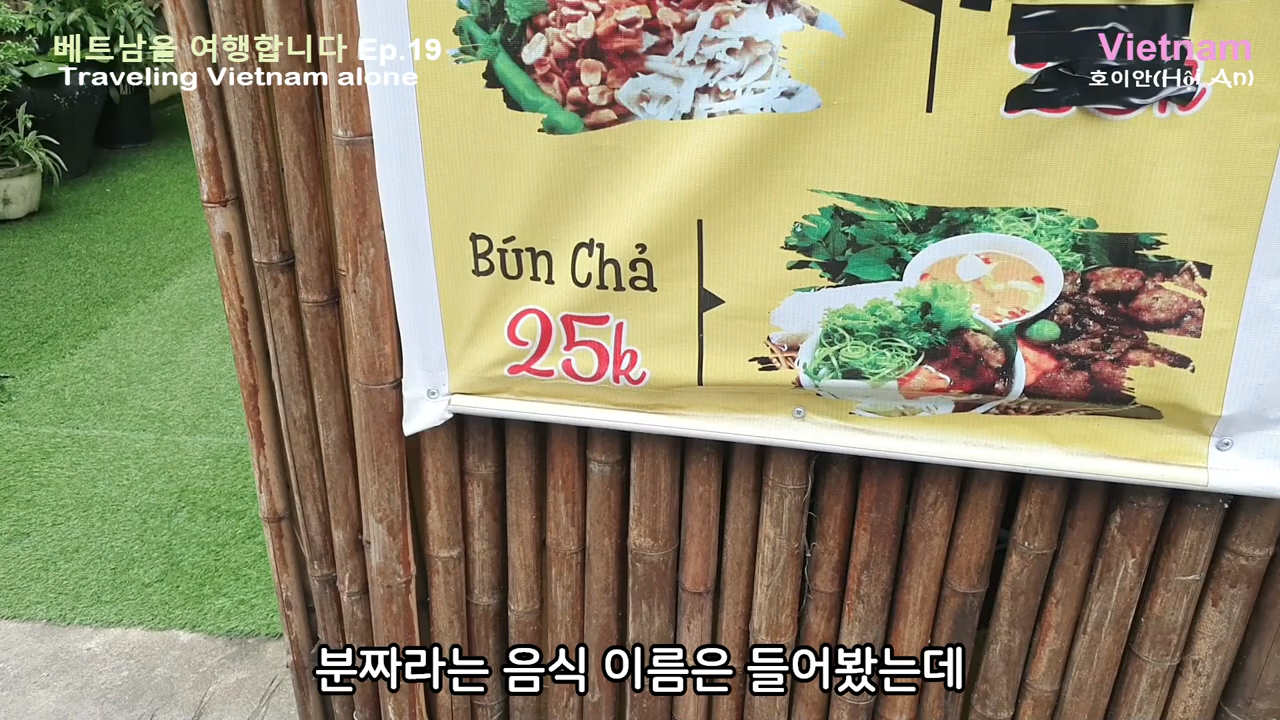 베트남을 여행합니다 Ep.19
Traveling Vietnam alone
Vietnam
호이안(Hội An)
Bún Chả
25k
분짜라는 음식 이름은 들어봤는데